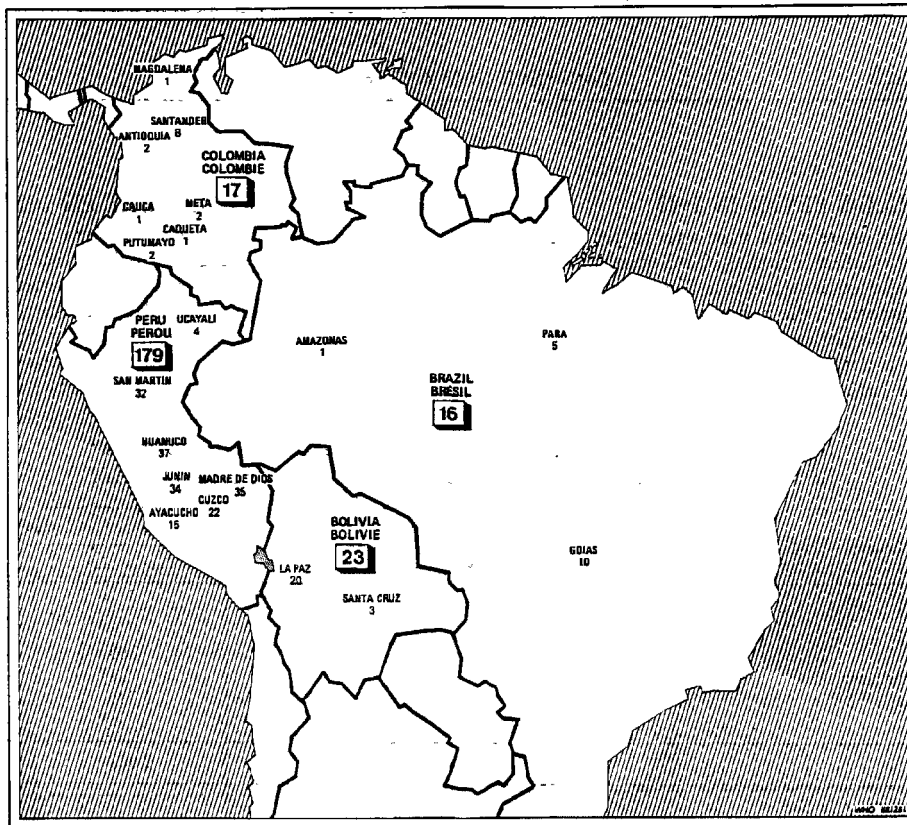 MAGDALENA
1
SANTANDER
8
ANTIOQUIA
2
COLOMBIA
COLOMBIE
17
CAUCA
1
META
2
CAQUETA
1
PUTUMAYO
2
PERU
PEROU
179
UCAYALI
4
SAN MARTIN
32
HUANUCO
37
JUNIN
34
MADRE DE DIOS
35
CUZCO
22
AYACUCHO
15
AMAZONAS
1
PARA
5
BRAZIL
BRESIL
16
GOIAS
10
BOLIVIA
BOLIVIE
23
LA PAZ
20
SANTA CRUZ
3
WHO